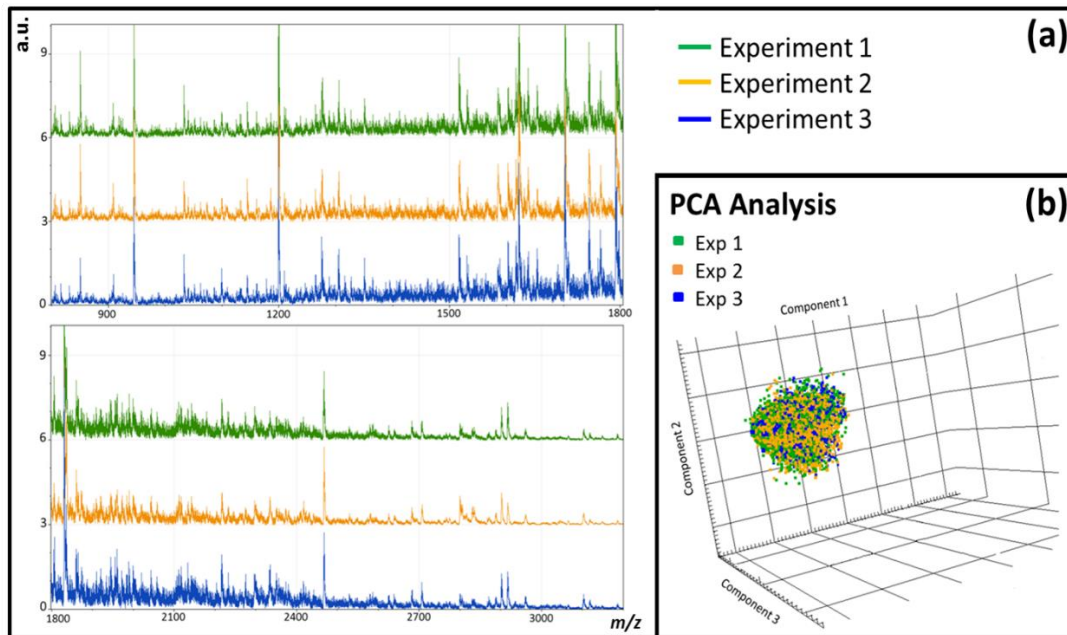 a.u.
9
6
3
0
900 1200 1500 1800
9
6
3
0
1800 2100 2400 2700 3000
m/z
Experiment 1
Experiment 2
Experiment 3
(a)
PCA Analysis
(b)
Exp 1
Exp 2
Exp 3
Component 1
Component 2
Component 3